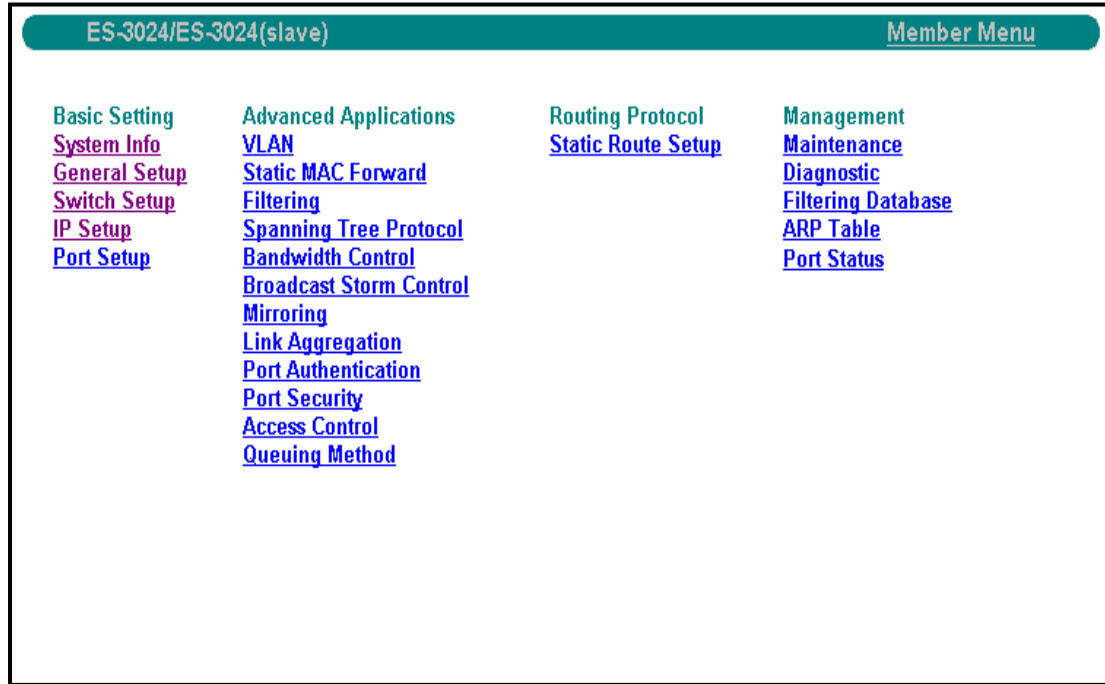 ES-3024/ES-3024(slave)
Member Menu
Basic Setting
System Info
General Setup
Switch Setup
IP Setup
Port Setup
Advanced Applications
VLAN
Static MAC Forward
Filtering
Spanning Tree Protocol
Bandwidth Control
Broadcast Storm Control
Mirroring
Link Aggregation
Port Authentication
Port Security
Access Control
Queuing Method
Routing Protocol
Static Route Setup
Management
Maintenance
Diagnostic
Filtering Database
ARP Table
Port Status